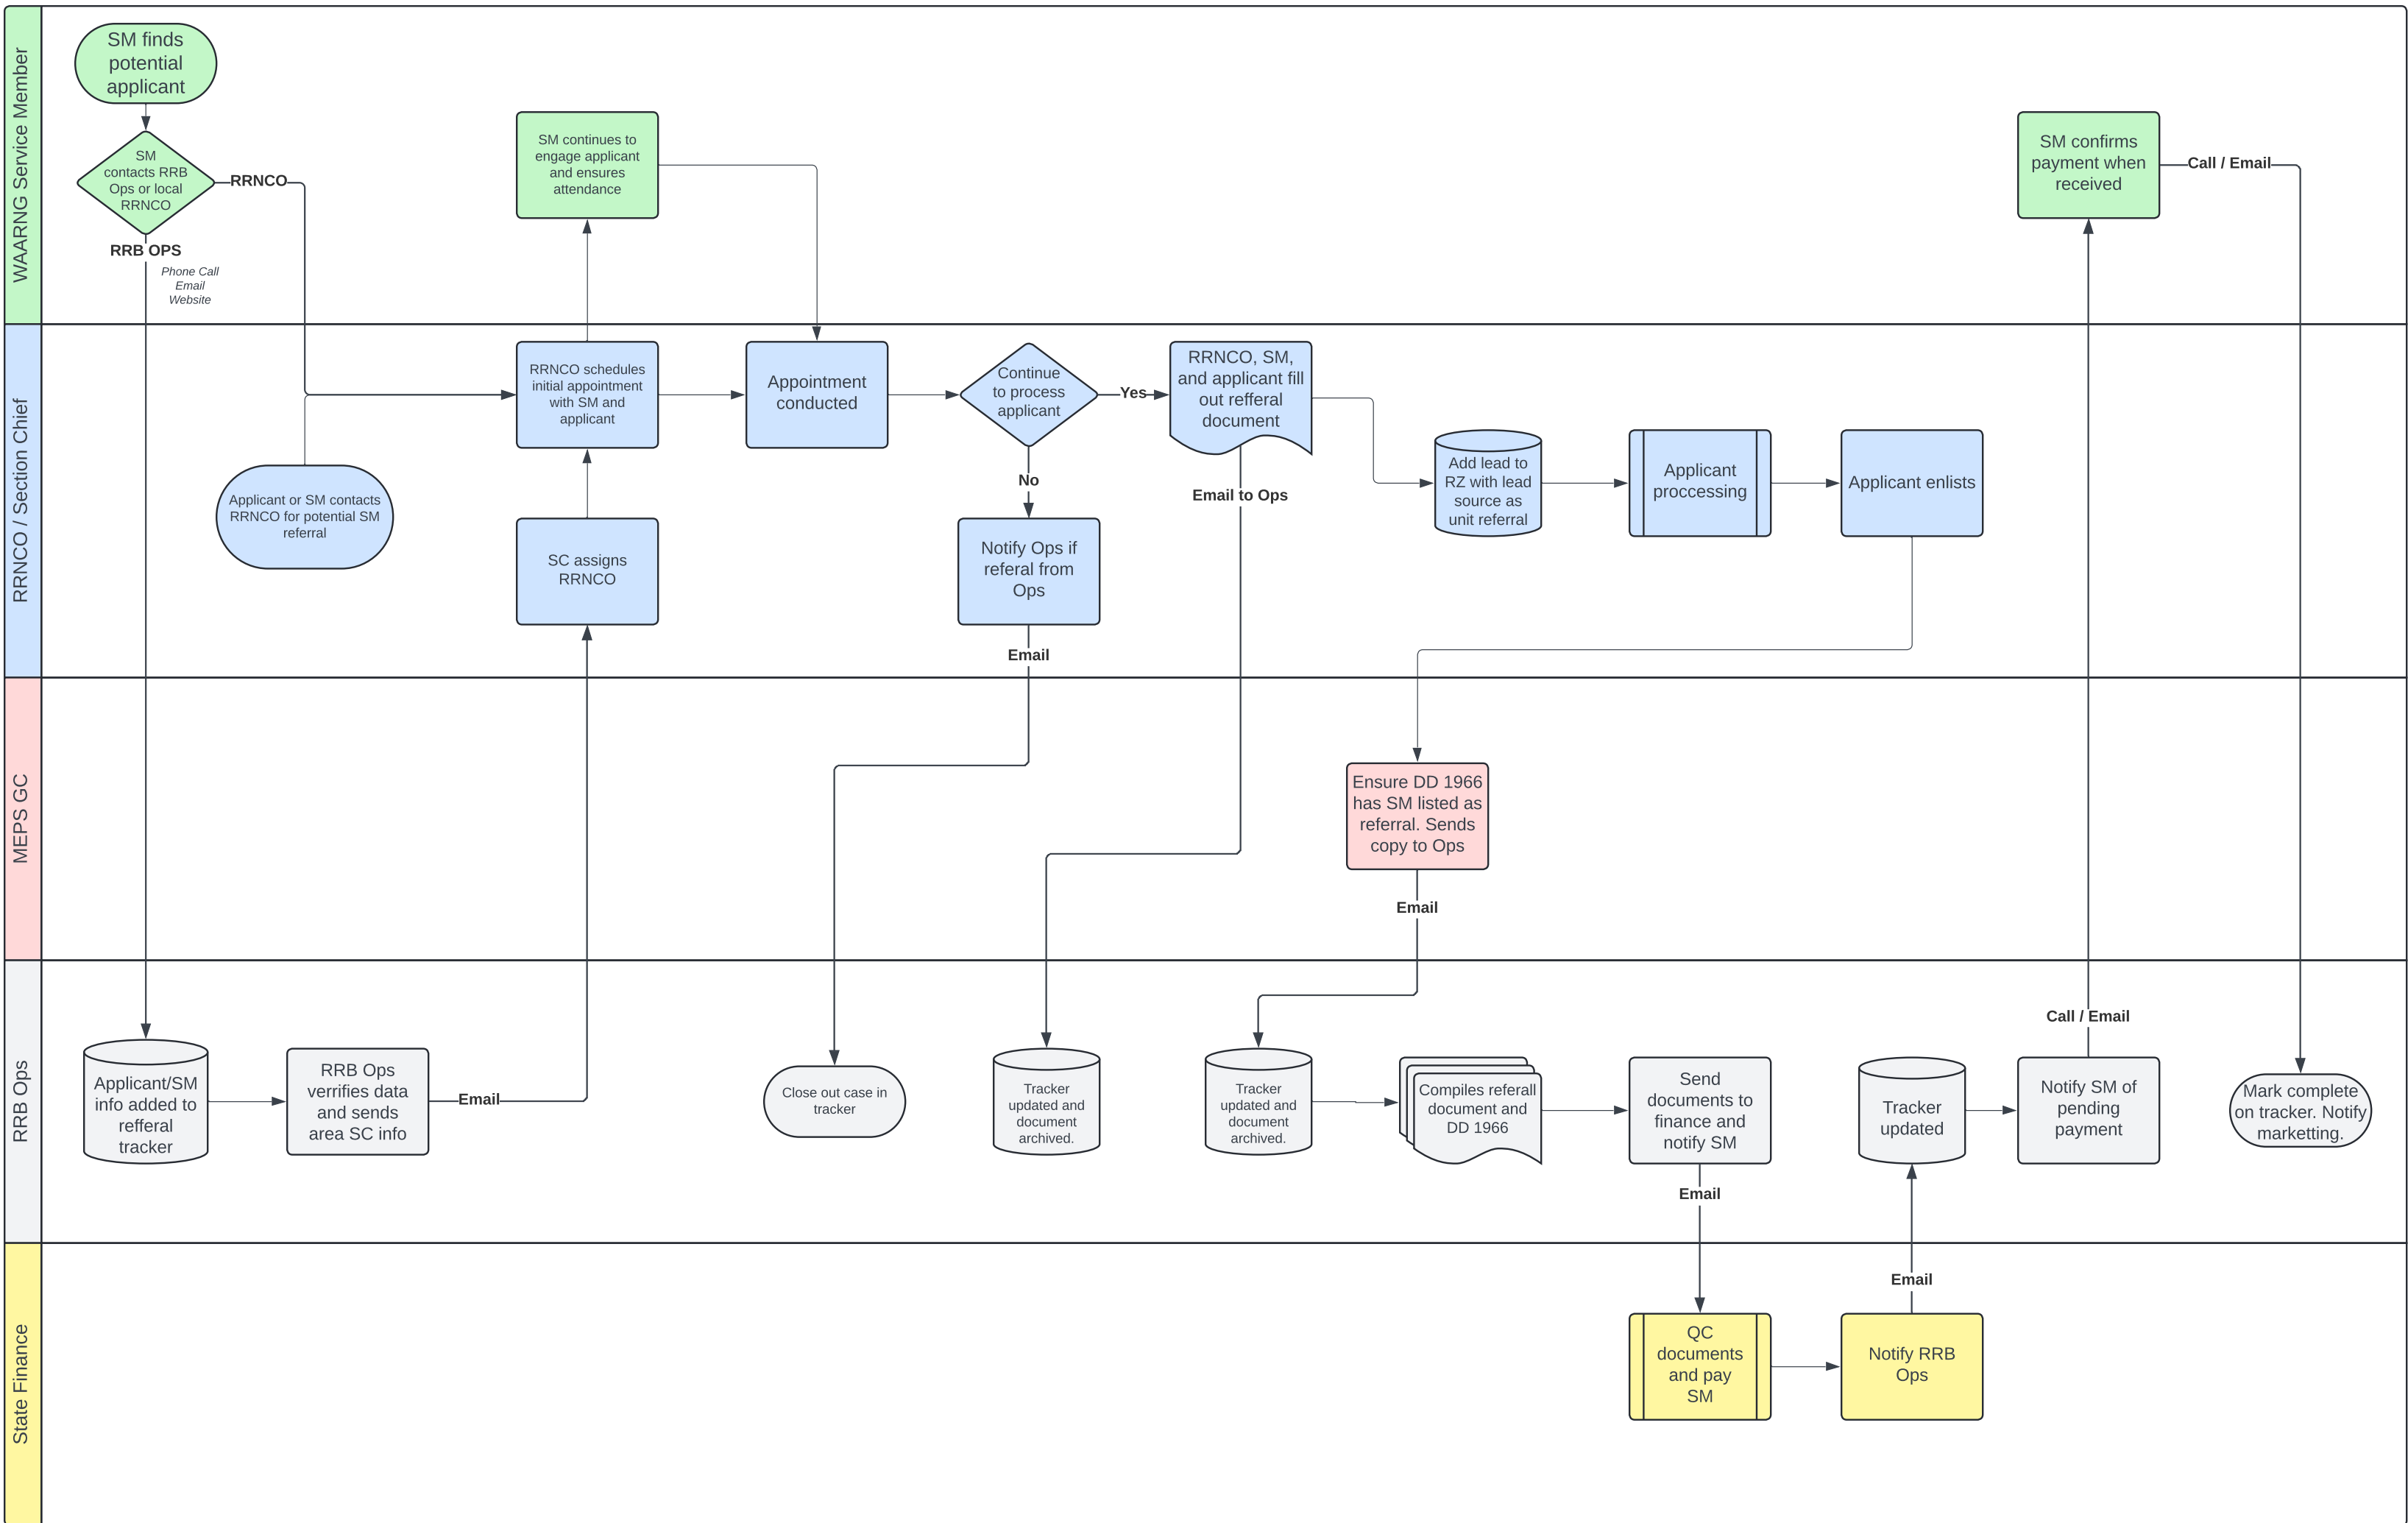 WAARNG Service Member
SM finds
potential
applicant
SM
contacts RRB
Ops or local
RRNCO
RRNCO
RRB OPS
Phone Call
Email
Website
SM continues to
engage applicant
and ensures
attendance
SM confirms
payment when
received
Call / Email
RRNCO / Section Chief
Applicant or SM contacts
RRNCO for potential SM
referral
RRNCO schedules
initial appointment
with SM and
applicant
SC assigns
RRNCO
Appointment
conducted
Continue
to process
applicant
Yes
No
Notify Ops if
referal from
Ops
Email
RRNCO, SM,
and applicant fill
out refferal
document
Email to Ops
Add lead to
RZ with lead
source as
unit referral
Applicant
proccessing
Applicant enlists
MEPS GC
Ensure DD 1966
has SM listed as
referral. Sends
copy to Ops
Email
RRB Ops
Applicant/SM
info added to
refferal
tracker
RRB Ops
verrifies data
and sends
area SC info
Email
Close out case in
tracker
Tracker
updated and
document
archived.
Tracker
updated and
document
archived.
Compiles referall
document and
DD 1966
Send
documents to
finance and
notify SM
Email
Tracker
updated
Call / Email
Notify SM of
pending
payment
Mark complete
on tracker. Notify
marketting.
State Finance
QC
documents
and pay
SM
Email
Notify RRB
Ops